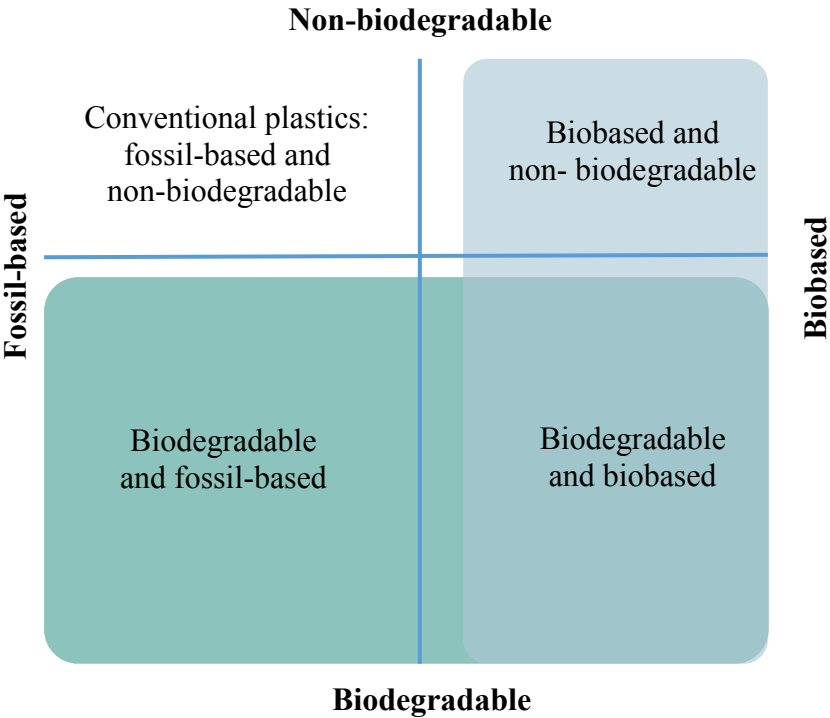 Non-biodegradable
Conventional plastics:
fossil-based and
non-biodegradable
Biobased and
non- biodegradable
Fossil-based
Biobased
Biodegradable
and fossil-based
Biodegradable
and biobased
Biodegradable